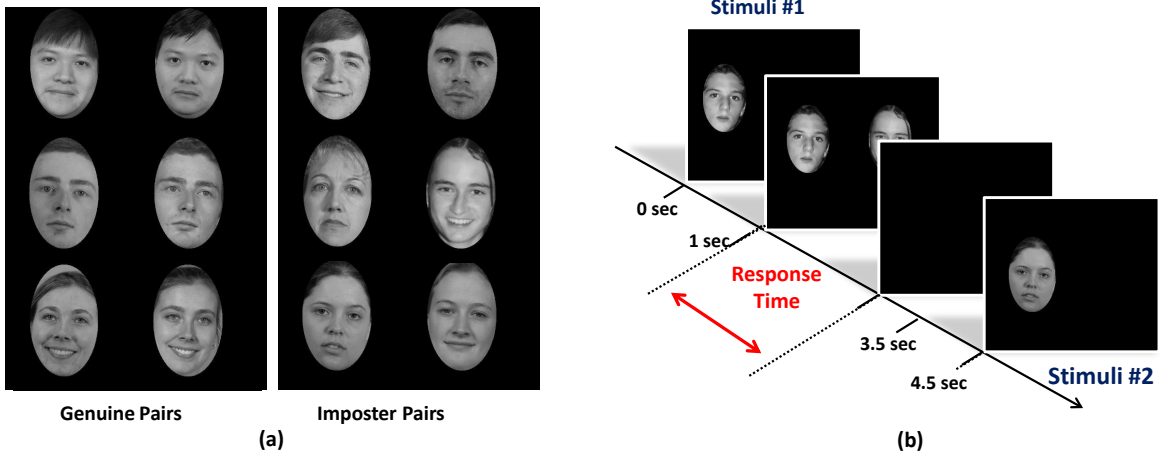 Genuine Pairs
Imposter Pairs
(a)
Stimuli #1
0 sec
1 sec
Response
Time
3.5 sec
4.5 sec
Stimuli #2
(b)